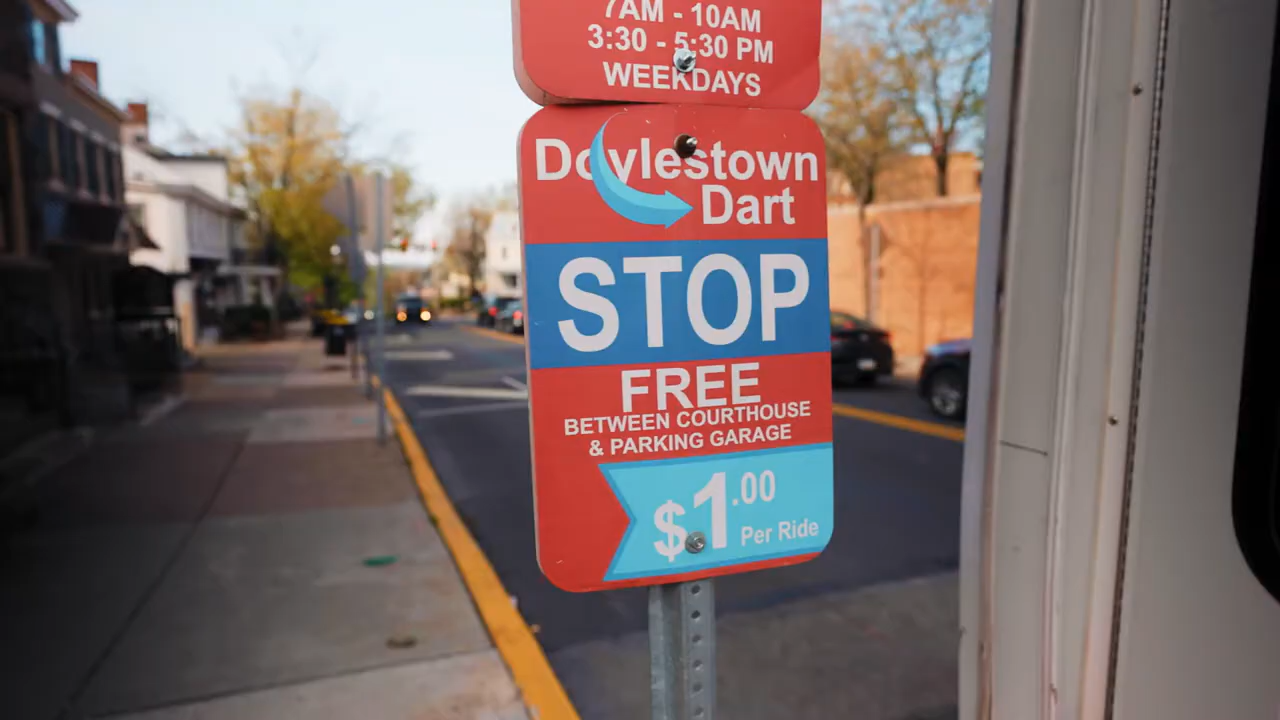 7AM - 10AM
3:30 - 5:30 PM
WEEKDAYS
Doylestown
Dart
STOP
FREE
BETWEEN COURTHOUSE
& PARKING GARAGE
$1.00
Per Ride